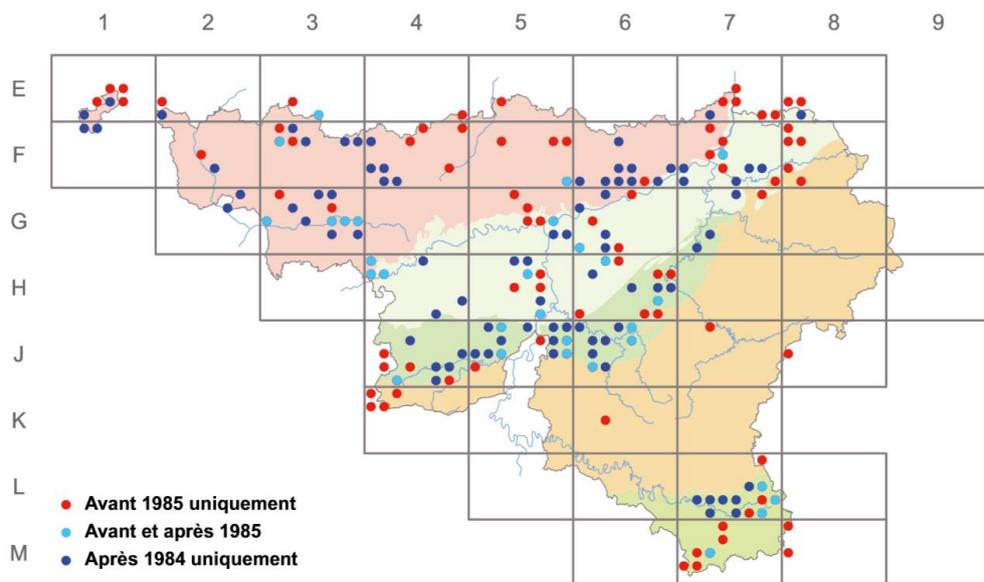 1 2 3 4 5 6 7 8 9
E
F
G
H
J
K
L
M
Avant 1985 uniquement
Avant et après 1985
Après 1984 uniquement